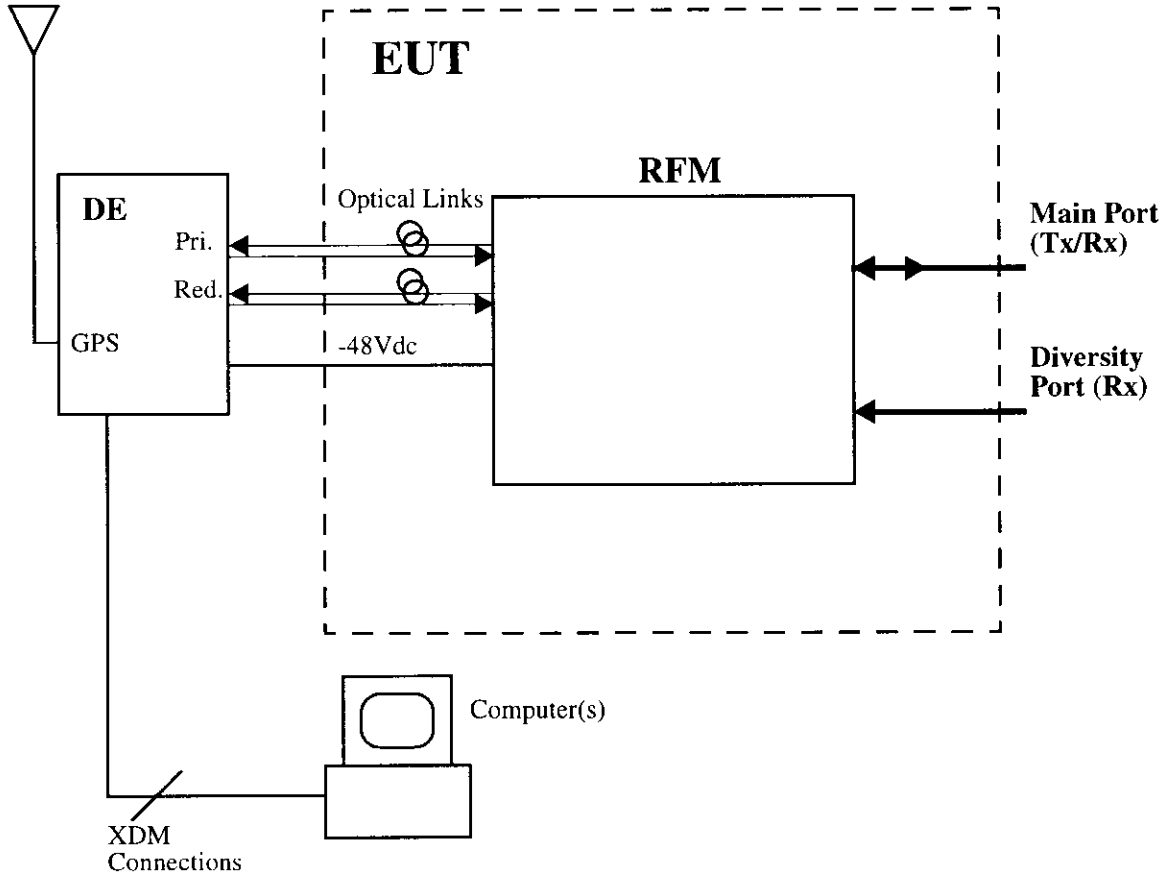 EUT
RFM
DE
Optical Links
Pri.
Red.
GPS
-48Vdc
Main Port
(Tx/Rx)
Diversity
Port (Rx)
Computer(s)
XDM
Connections